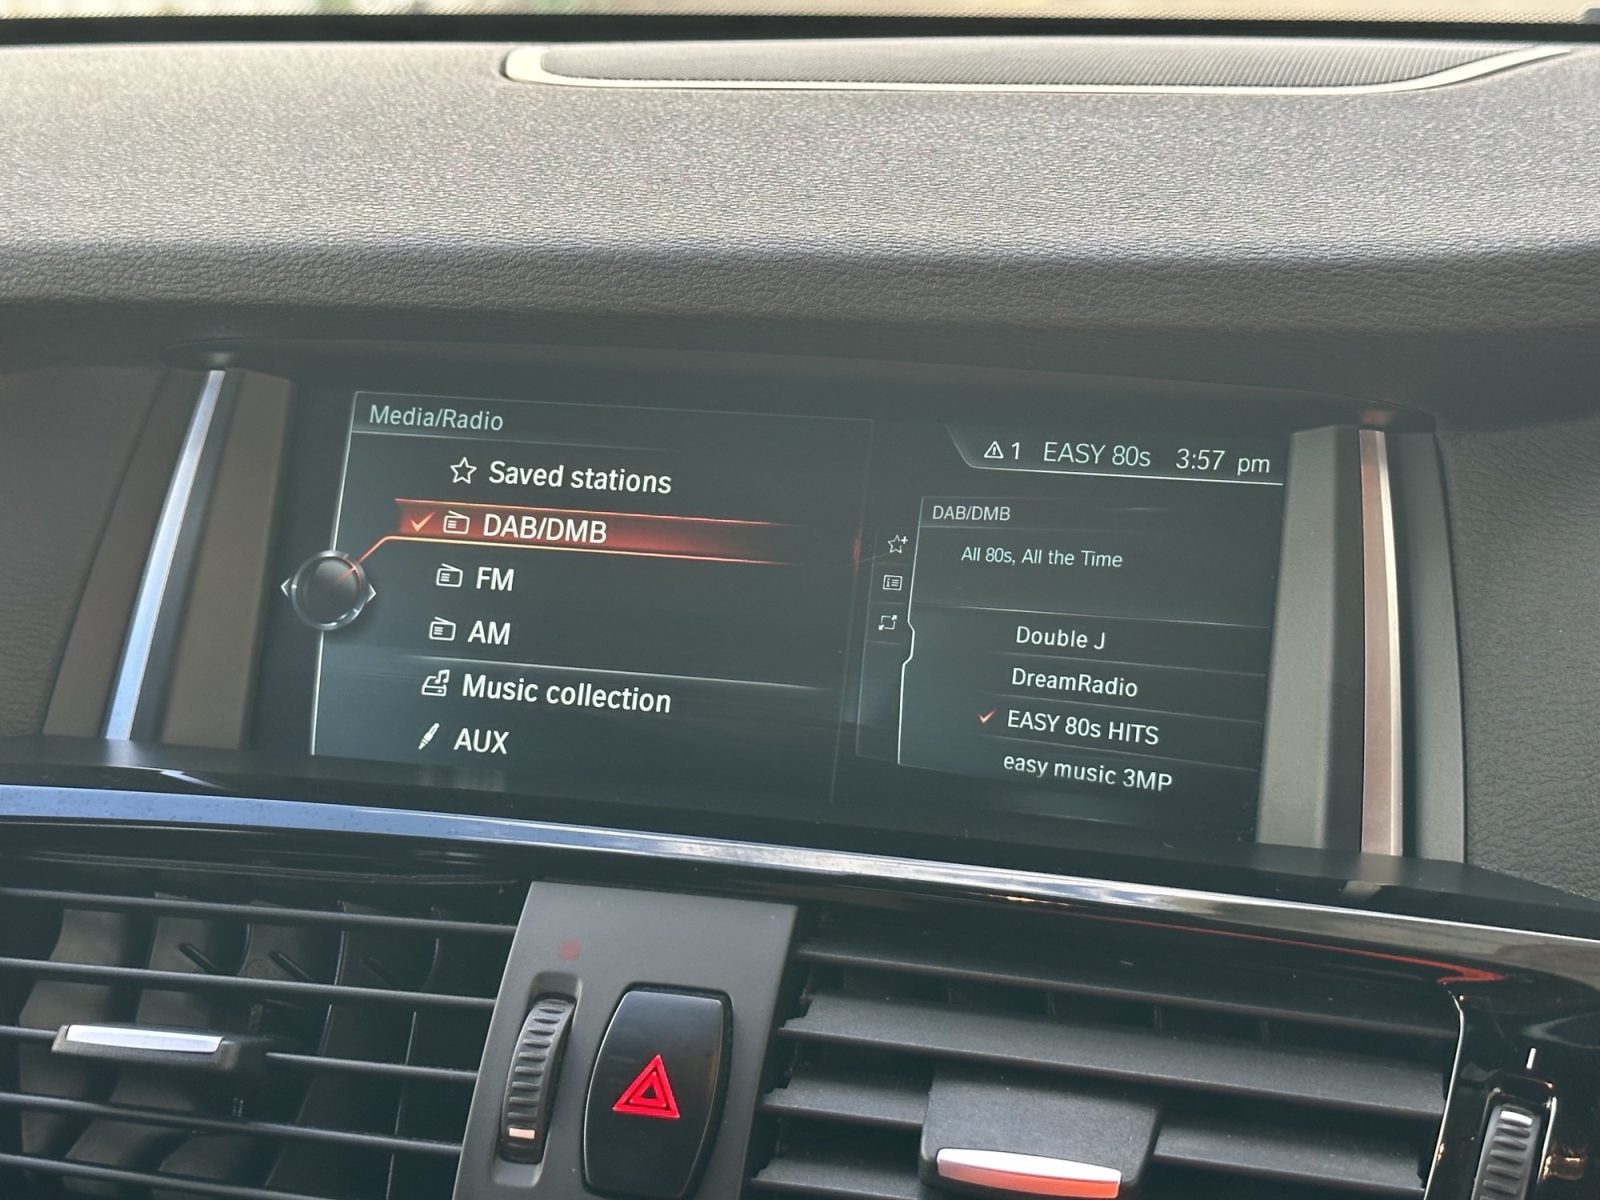 Media/Radio
Saved stations
DAB/DMB
FM
AM
Music collection
AUX
1 EASY 80s 3:57 pm
DAB/DMB
All 80s, All the Time
Double J
DreamRadio
EASY 80s HITS
easy music 3MP